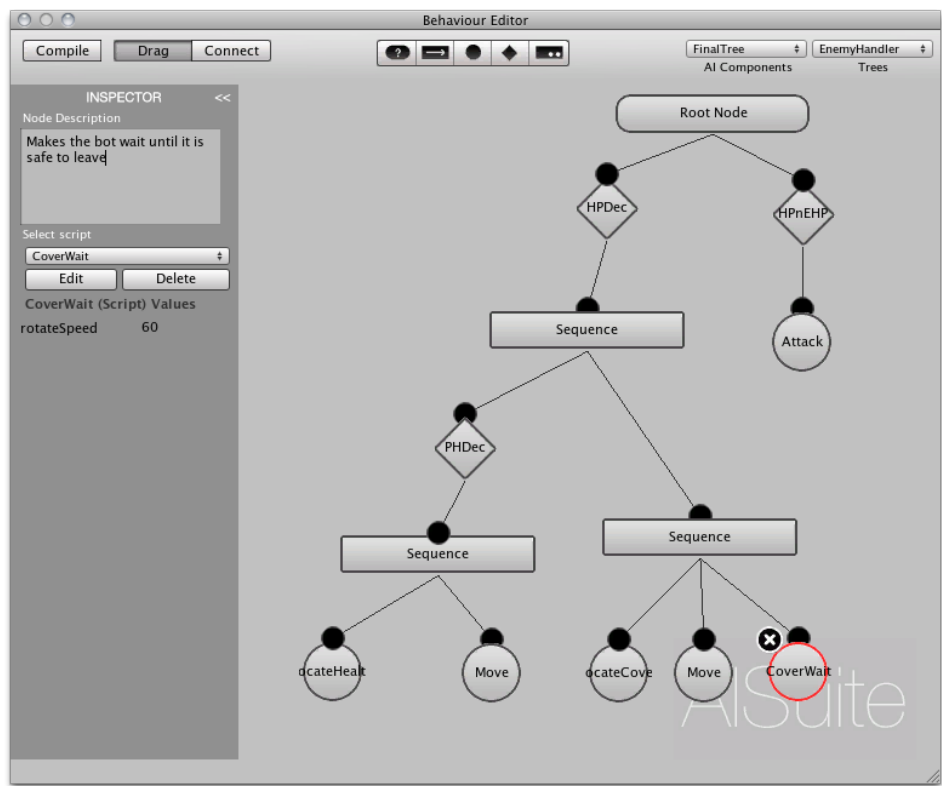 Behaviour Editor
Compile
Drag
Connect
?
FinalTree
EnemyHandler
AI Components
Trees
INSPECTOR
<<
Node Description
Makes the bot wait until it is
safe to leave
Select script
CoverWait
Edit
Delete
CoverWait (Script) Values
rotateSpeed
60
Root Node
HPDec
HPnEHP
Sequence
Attack
PHDec
Sequence
Sequence
ocateHealt
Move
ocateCove
Move
CoverWait
AISuite